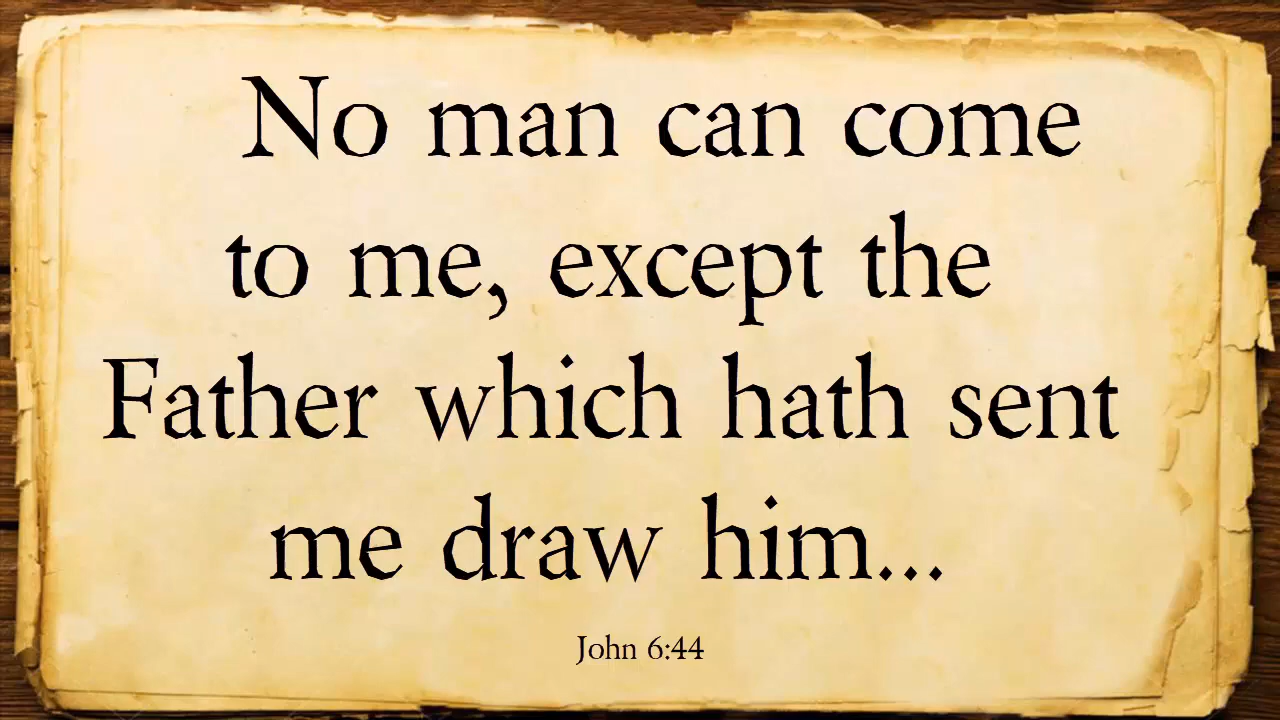 No man can come
to me, except the
Father which hath sent
me draw him...
John 6:44